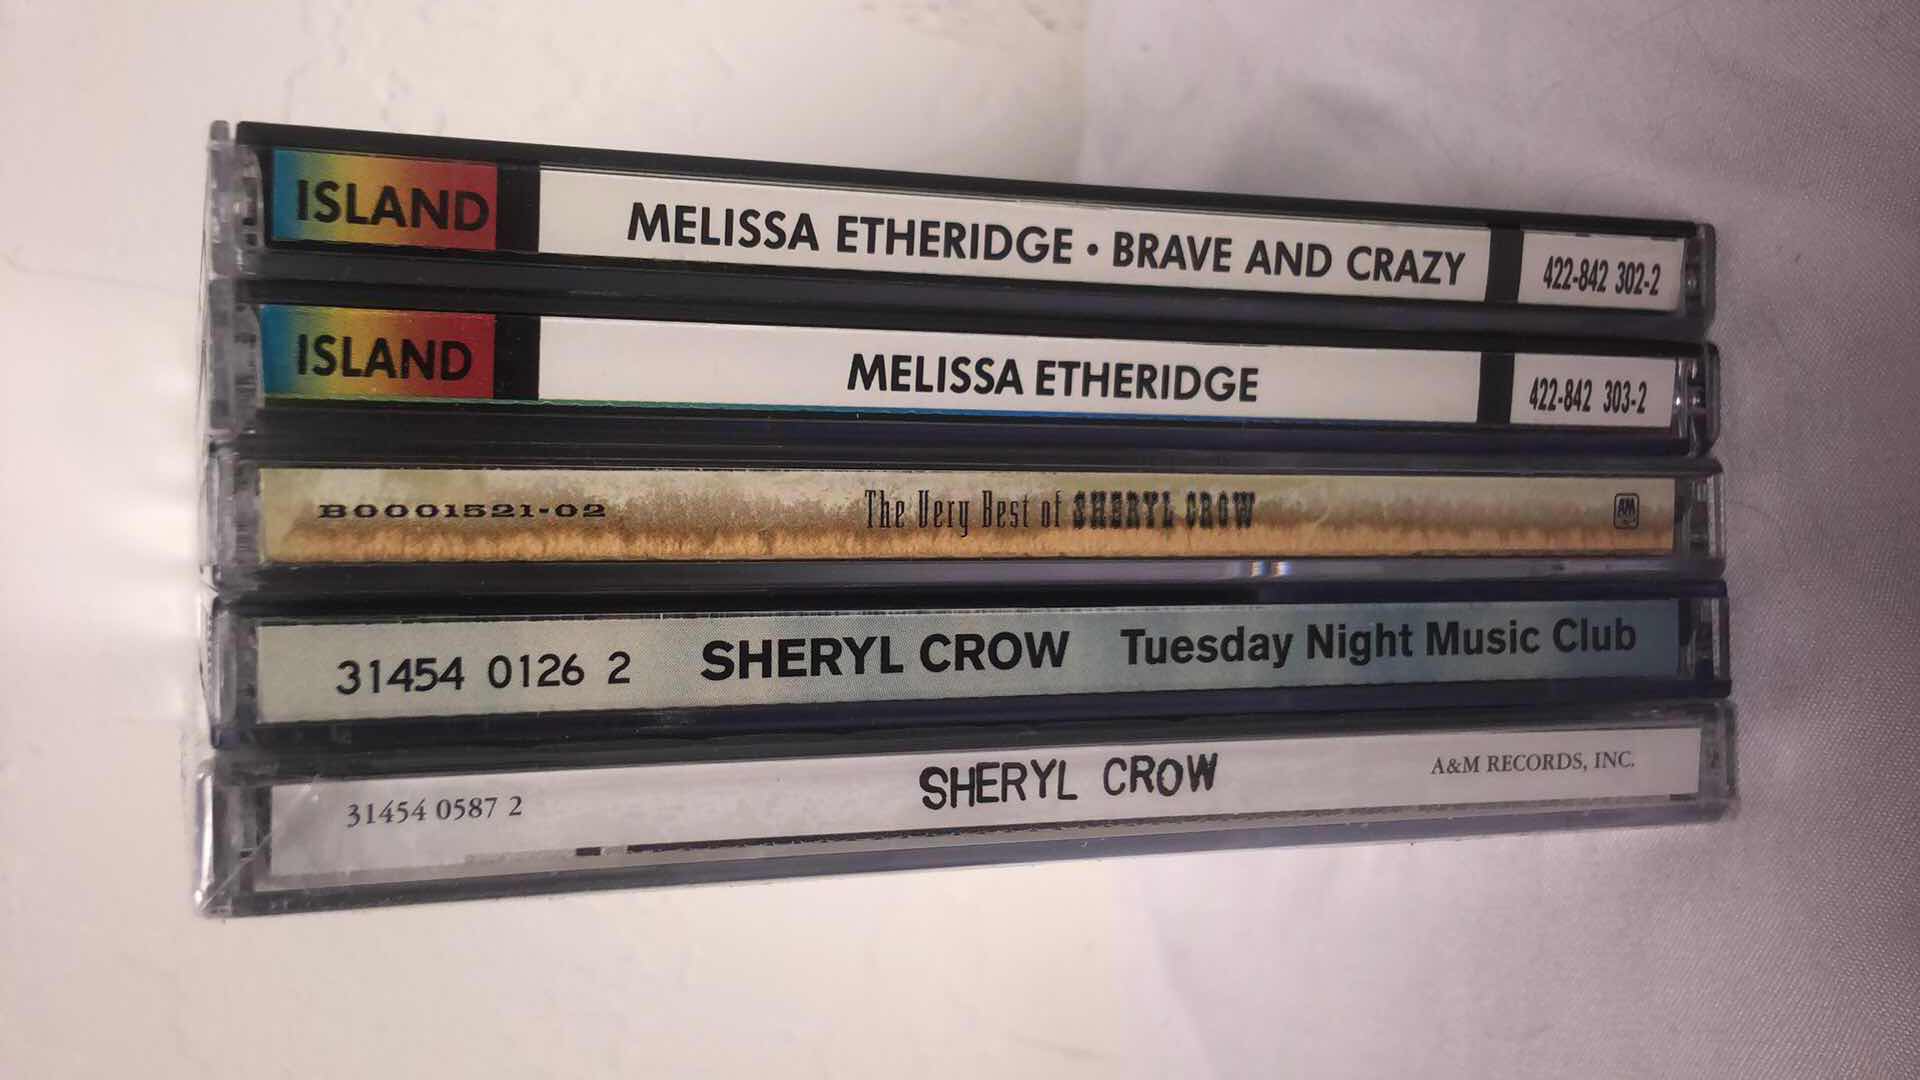 ISLAND MELISSA ETHERIDGE • BRAVE AND CRAZY 422-842 302-2
ISLAND MELISSA ETHERIDGE 422-842 303-2
B0001521-02 The Very Best of SHERYL CROW AM
31454 0126 2 SHERYL CROW Tuesday Night Music Club
31454 0587 2 SHERYL CROW A&M RECORDS, INC.